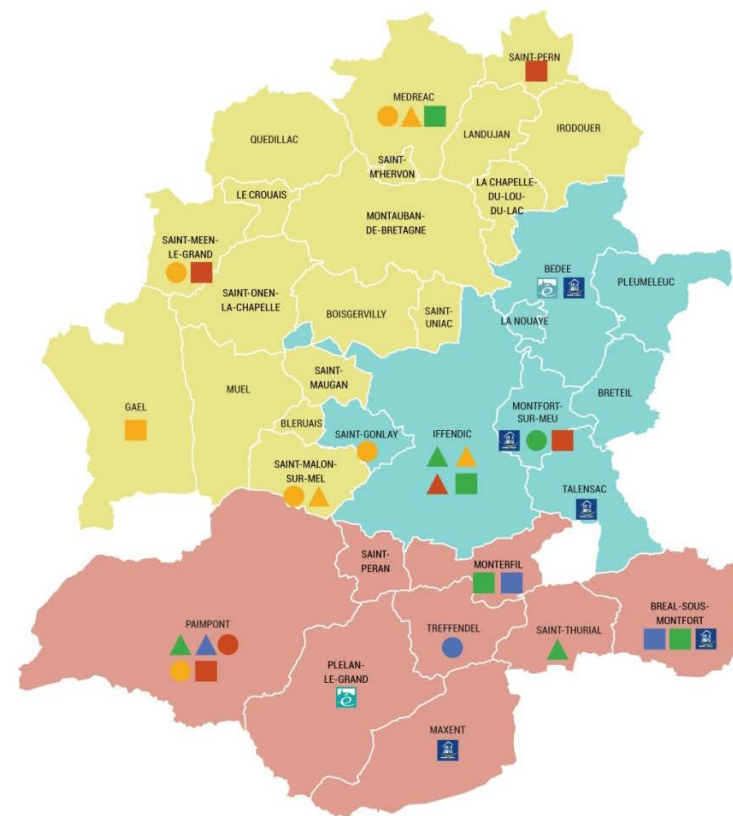 SAINT-PERN
MEDREAC
IRODOUER
LANDUJAN
QUEDILLAC
SAINT-
M'HERVON
LA CHAPELLE-
DU-LOU-
DU-LAC
LE CROUAIS
MONTAUBAN-
DE-BRETAGNE
SAINT-MEEN-
LE-GRAND
BEDEE
PLEUMELEUC
SAINT-ONEN-
LA-CHAPELLE
BOISGERVILLY
SAINT-
UNIAC
LA NOUAYE
SAINT-
MAUGAN
MUEL
BRETEIL
GAEL
MONTFORT-
SUR-MEU
BLERUAIS
SAINT-GONLAY
IFFENDIC
SAINT-MALON-
SUR-MEL
TALENSAC
SAINT-
PERAN
MONTERFIL
PAIMPONT
TREFFENDEL
SAINT-THURIAL
BREAL-SOUS-
MONTFORT
PLELAN-
LE-GRAND
MAXENT